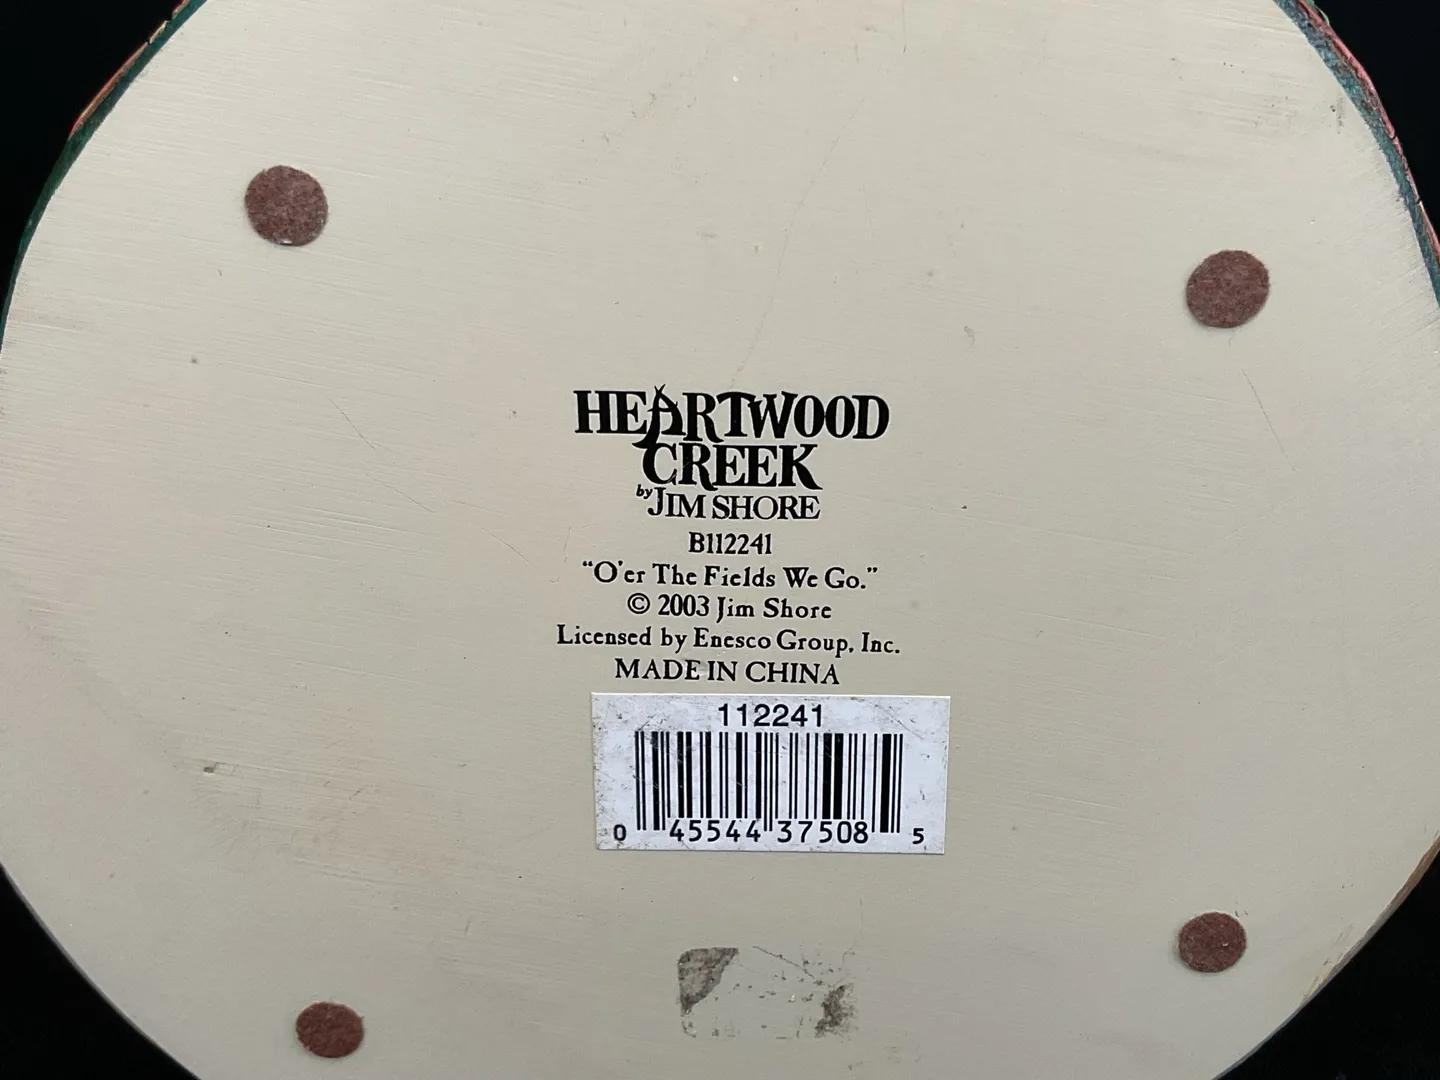 HEARTWOOD
CREEK
by JIM SHORE
B112241
“O'er The Fields We Go.”
© 2003 Jim Shore
Licensed by Enesco Group, Inc.
MADE IN CHINA
112241
0 45544 37508 5